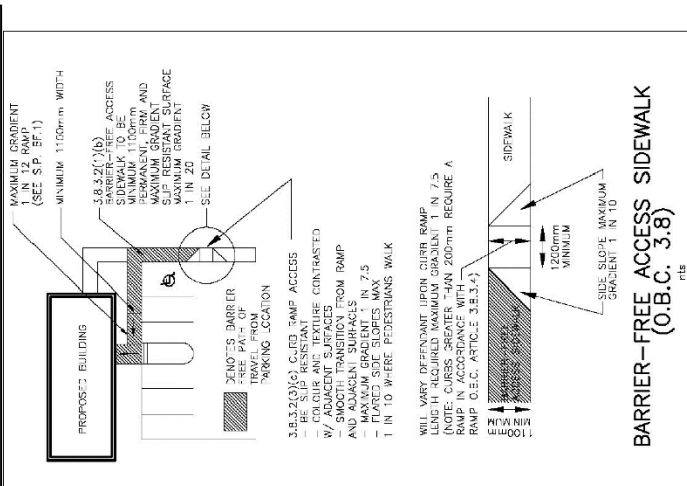 MAXIMUM GRADIENT
1 IN 12 RAMP
(SEE S.P. BF.1)
MINIMUM 1100mm WIDTH
3.8.3.2(1)(b)
BARRIER-FREE ACCESS
SIDEWALK TO BE
MINIMUM 1100mm
PERMANENT, FIRM AND
MAXIMUM GRADIENT
SLIP RESISTANT SURFACE
MAXIMUM GRADIENT
1 IN 20
SEE DETAIL BELOW
PROPOSED BUILDING
DENOTES BARRIER
FREE PATH OF
TRAVEL FROM
PARKING LOCATION
3.8.3.2(3)(c) CURB RAMP ACCESS
- BE SLIP RESISTANT
- COLOUR AND TEXTURE CONTRASTED
W/ ADJACENT SURFACES
- SMOOTH TRANSITION FROM RAMP
AND ADJACENT SURFACES
- MAXIMUM GRADIENT 1 IN 7.5
- FLARED SIDE SLOPES MAX
1 IN 10 WHERE PEDESTRIANS WALK
WILL VARY DEPENDANT UPON CURB RAMP
LENGTH REQUIRED MAXIMUM GRADIENT 1 IN 7.5
(NOTE: CURBS GREATER THAN 200mm REQUIRE A
RAMP IN ACCORDANCE WITH
RAMP O.B.C. ARTICLE 3.8.3.4)
1100mm
MINIMUM
BARRIER-FREE
ACCESS SIDEWALK
SIDEWALK
1200mm
MINIMUM
SIDE SLOPE MAXIMUM
GRADIENT 1 IN 10
BARRIER-FREE ACCESS SIDEWALK
(O.B.C. 3.8)
nts